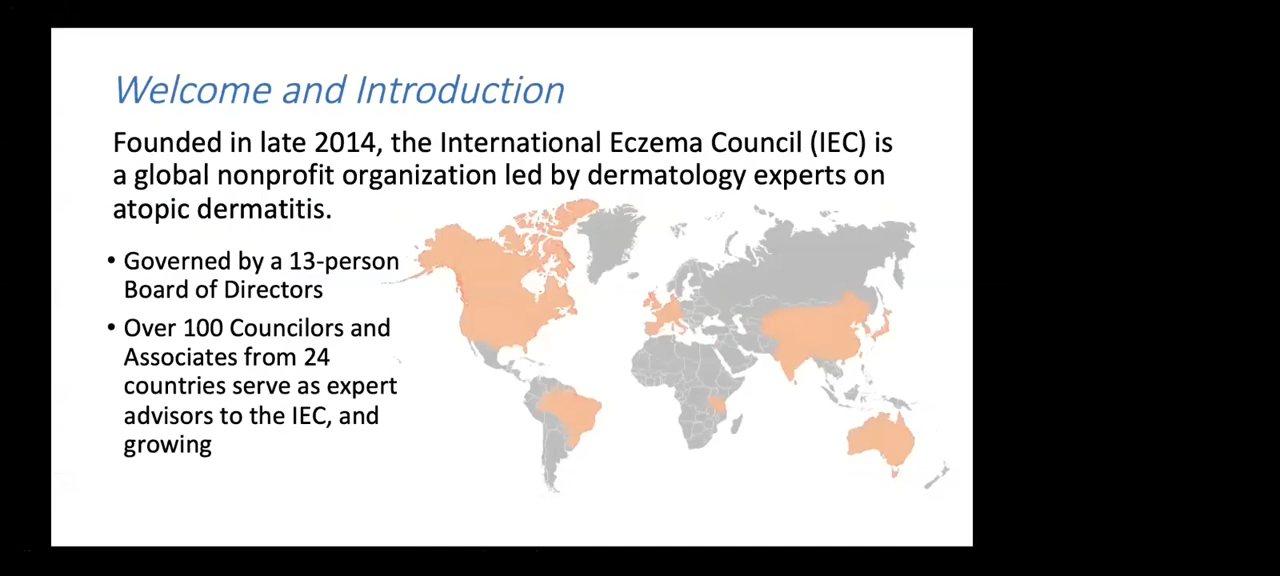 Welcome and Introduction
Founded in late 2014, the International Eczema Council (IEC) is
a global nonprofit organization led by dermatology experts on
atopic dermatitis.
• Governed by a 13-person
Board of Directors
• Over 100 Councilors and
Associates from 24
countries serve as expert
advisors to the IEC, and
growing